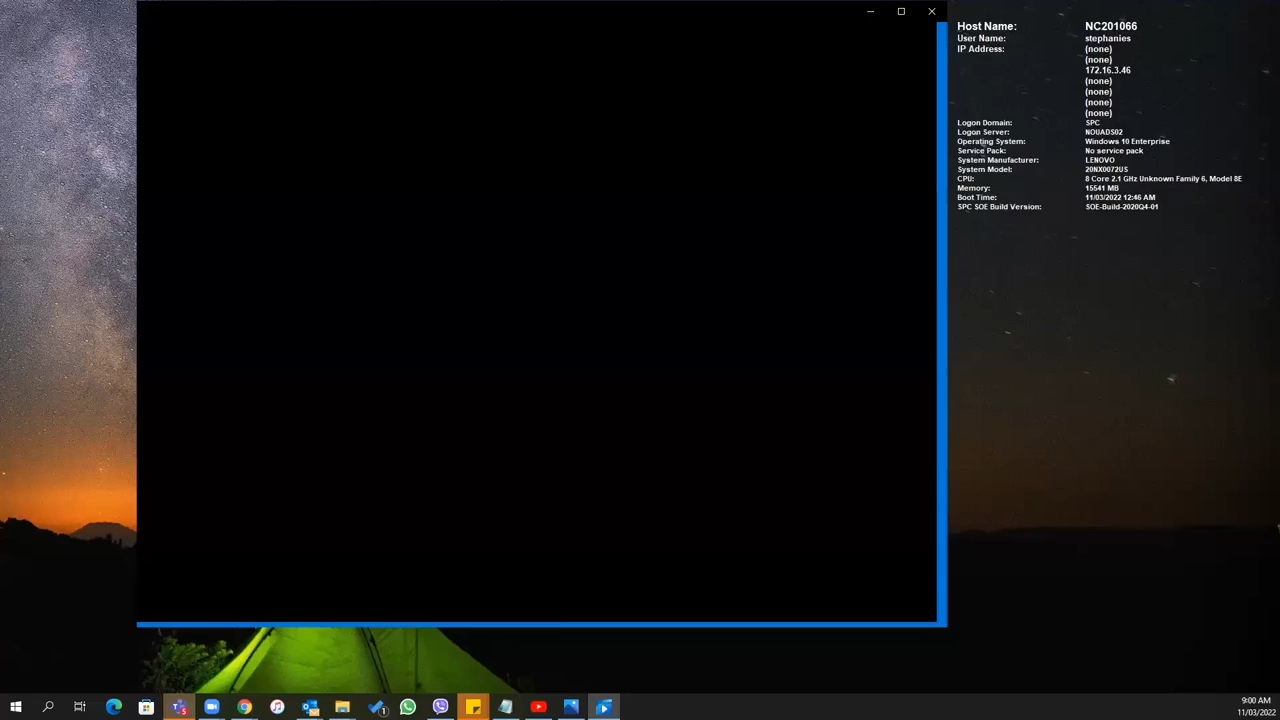 Host Name: NC201066
User Name: stephanies
IP Address: (none)
(none)
172.16.3.46
(none)
(none)
(none)
(none)
Logon Domain: SPC
Logon Server: NOUADS02
Operating System: Windows 10 Enterprise
Service Pack: No service pack
System Manufacturer: LENOVO
System Model: 20NX0072US
CPU: 8 Core 2.1 GHz Unknown Family 6, Model 8E
Memory: 15541 MB
Boot Time: 11/03/2022 12:46 AM
SPC SOE Build Version: SOE-Build-2020Q4-01
1
9:00 AM
11/03/2022